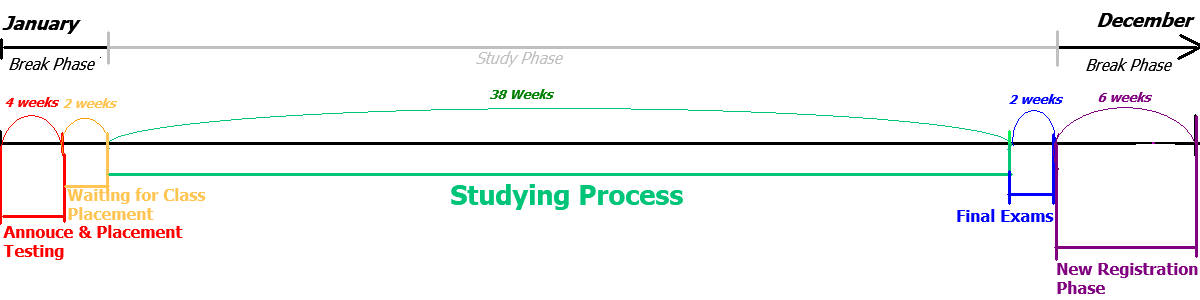 January
December
Break Phase
Study Phase
Break Phase
4 weeks
2 weeks
38 Weeks
2 weeks
6 weeks
Waiting for Class
Placement
Studying Process
Final Exams
Annouce & Placement
Testing
New Registration
Phase